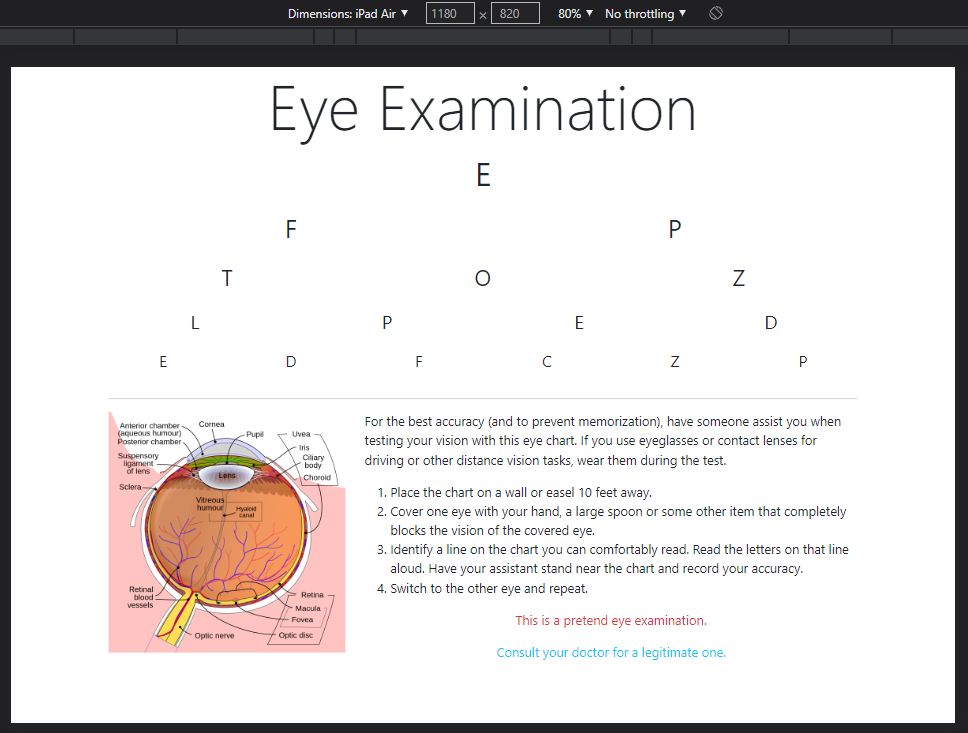 Dimensions: iPad Air ▼ 1180 × 820 80% ▼ No throttling ▼
Eye Examination
E
F P
T O Z
L P E D
E D F C Z P
Anterior chamber
(aqueous humour)
Posterior chamber
Cornea
Pupil
Uvea
Iris
Ciliary
body
Choroid
Suspensory
ligament
of lens
Lens
Sclera
Vitreous
humour
Hyaloid
canal
Retinal
blood
vessels
Retina
Macula
Fovea
Optic nerve
Optic disc
For the best accuracy (and to prevent memorization), have someone assist you when
testing your vision with this eye chart. If you use eyeglasses or contact lenses for
driving or other distance vision tasks, wear them during the test.
1. Place the chart on a wall or easel 10 feet away.
2. Cover one eye with your hand, a large spoon or some other item that completely
blocks the vision of the covered eye.
3. Identify a line on the chart you can comfortably read. Read the letters on that line
aloud. Have your assistant stand near the chart and record your accuracy.
4. Switch to the other eye and repeat.
This is a pretend eye examination.
Consult your doctor for a legitimate one.